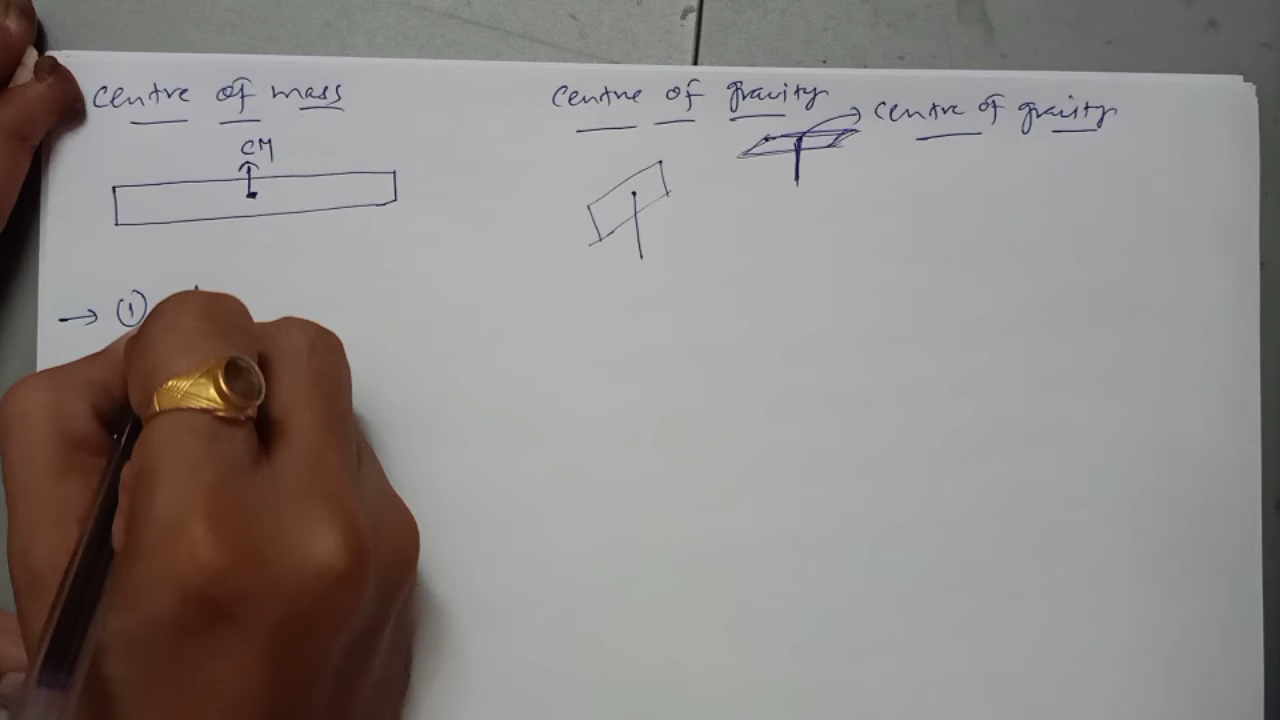 centre of mass
centre of gravity
centre of gravity
CM
→ ①